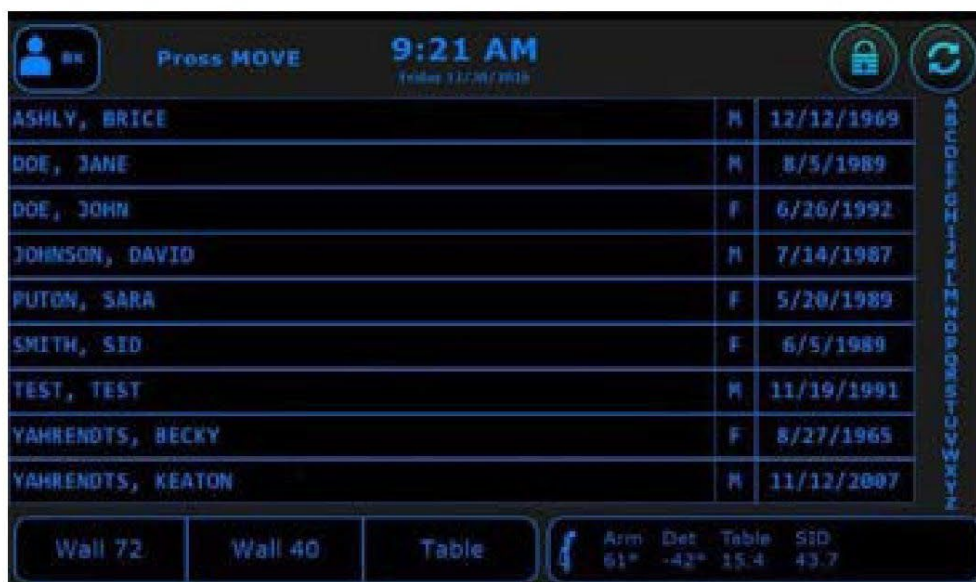 BK
Press MOVE
9:21 AM
Friday
ASHLY, BRICE M 12/12/1969
DOE, JANE M 8/5/1989
DOE, JOHN F 6/26/1992
JOHNSON, DAVID M 7/14/1987
PUTON, SARA F 5/20/1989
SMITH, SID F 6/5/1989
TEST, TEST M 11/19/1991
YAHRENDTS, BECKY F 8/27/1965
YAHRENDTS, KEATON M 11/12/2007
A
B
C
D
E
F
G
H
I
J
K
L
M
N
O
P
Q
R
S
T
U
V
W
X
Y
Z
Wall 72 Wall 40 Table
Arm Det Table SID
61° -42° 15.4 43.7